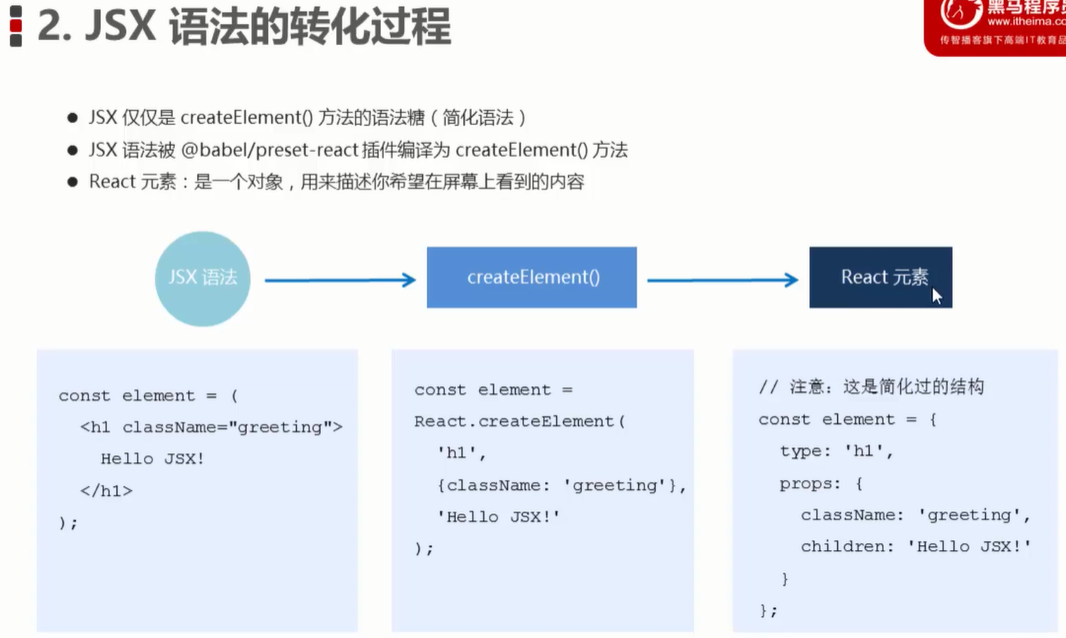 2. JSX 语法的转化过程
黑马程序员
www.itheima.co
传智播客旗下高端IT教育品
● JSX 仅仅是 createElement() 方法的语法糖（简化语法）
● JSX 语法被 @babel/preset-react 插件编译为 createElement() 方法
● React 元素：是一个对象，用来描述你希望在屏幕上看到的内容
JSX 语法
createElement()
React 元素
const element = (
<h1 className="greeting">
Hello JSX!
</h1>
);
const element =
React.createElement(
'h1',
{className: 'greeting'},
'Hello JSX!'
);
// 注意：这是简化过的结构
const element = {
type: 'h1',
props: {
className: 'greeting',
children: 'Hello JSX!'
}
};